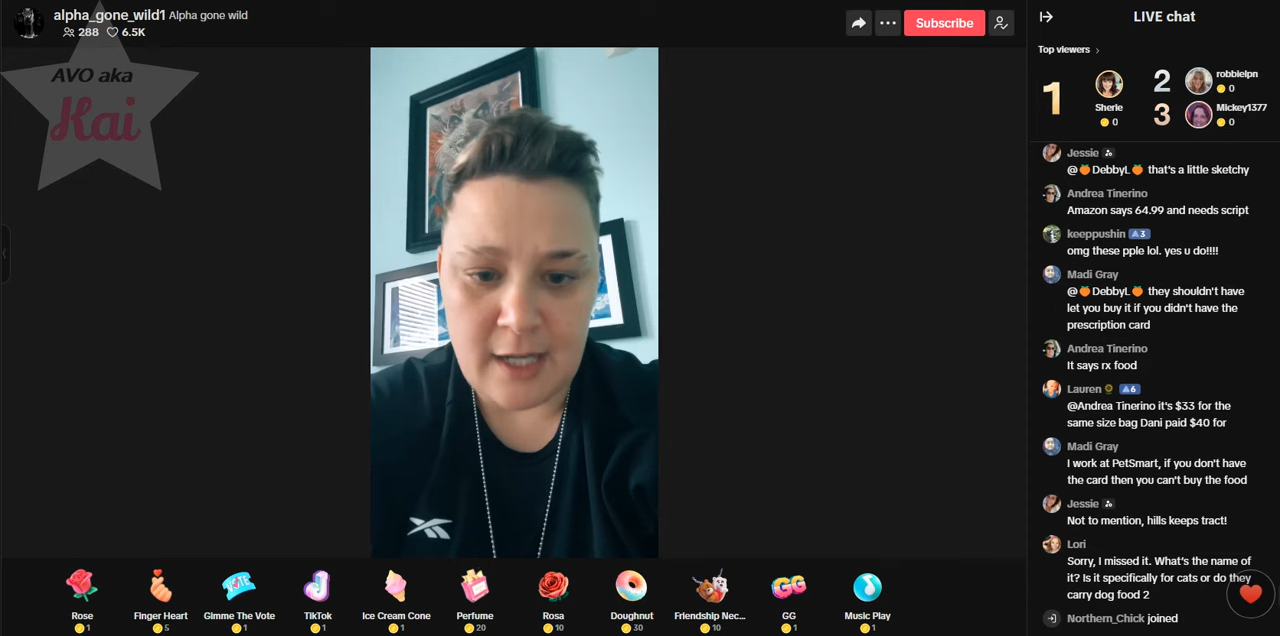 alpha_gone_wild1 Alpha gone wild
288 6.5K
AVO aka
Kai
Subscribe
LIVE chat
Top viewers
1
Sherie
0
2
robbielpn
0
3
Mickey1377
0
Jessie
@🍊DebbyL🍊 that's a little sketchy
Andrea Tinerino
Amazon says 64.99 and needs script
keeppushin 3
omg these pple lol. yes u do!!!!
Madi Gray
@🍊DebbyL🍊 they shouldn't have
let you buy it if you didn't have the
prescription card
Andrea Tinerino
It says rx food
Lauren 6
@Andrea Tinerino it's $33 for the
same size bag Dani paid $40 for
Madi Gray
I work at PetSmart, if you don't have
the card then you can't buy the food
Jessie
Not to mention, hills keeps tract!
Lori
Sorry, I missed it. What's the name of
it? Is it specifically for cats or do they
carry dog food 2
Northern_Chick joined
VOTE
GG
Rose Finger Heart Gimme The Vote TikTok Ice Cream Cone Perfume Rosa Doughnut Friendship Nec... GG Music Play
1 5 1 1 1 20 10 30 10 1 1